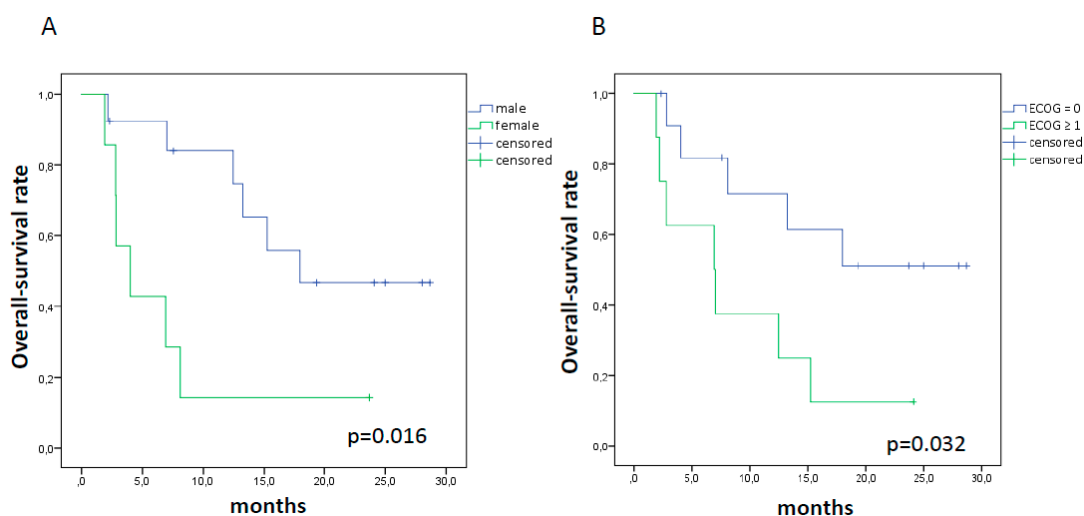 A
Overall-survival rate
1,0
0,8
0,6
0,4
0,2
0,0
,0 5,0 10,0 15,0 20,0 25,0 30,0
months
p=0.016
male
female
censored
censored
B
Overall-survival rate
1,0
0,8
0,6
0,4
0,2
0,0
,0 5,0 10,0 15,0 20,0 25,0 30,0
months
p=0.032
ECOG = 0
ECOG ≥ 1
censored
censored